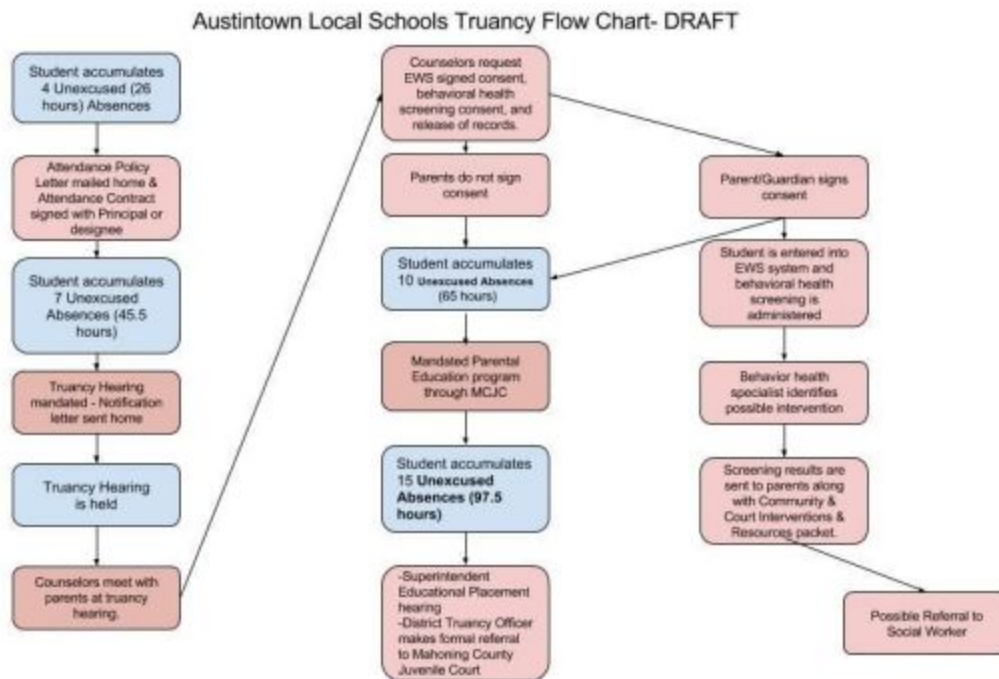 Austintown Local Schools Truancy Flow Chart- DRAFT
Student accumulates
4 Unexcused (26
hours) Absences
Attendance Policy
Letter mailed home &
Attendance Contract
signed with Principal or
designee
Student accumulates
7 Unexcused
Absences (45.5
hours)
Truancy Hearing
mandated - Notification
letter sent home
Truancy Hearing
is held
Counselors meet with
parents at truancy
hearing.
Counselors request
EWS signed consent,
behavioral health
screening consent, and
release of records.
Parents do not sign
consent
Student accumulates
10 Unexcused Absences
(65 hours)
Mandated Parental
Education program
through MCJC
Student accumulates
15 Unexcused
Absences (97.5
hours)
-Superintendent
Educational Placement
hearing
-District Truancy Officer
makes formal referral
to Mahoning County
Juvenile Court
Parent/Guardian signs
consent
Student is entered into
EWS system and
behavioral health
screening is
administered
Behavior health
specialist identifies
possible intervention
Screening results are
sent to parents along
with Community &
Court Interventions &
Resources packet.
Possible Referral to
Social Worker